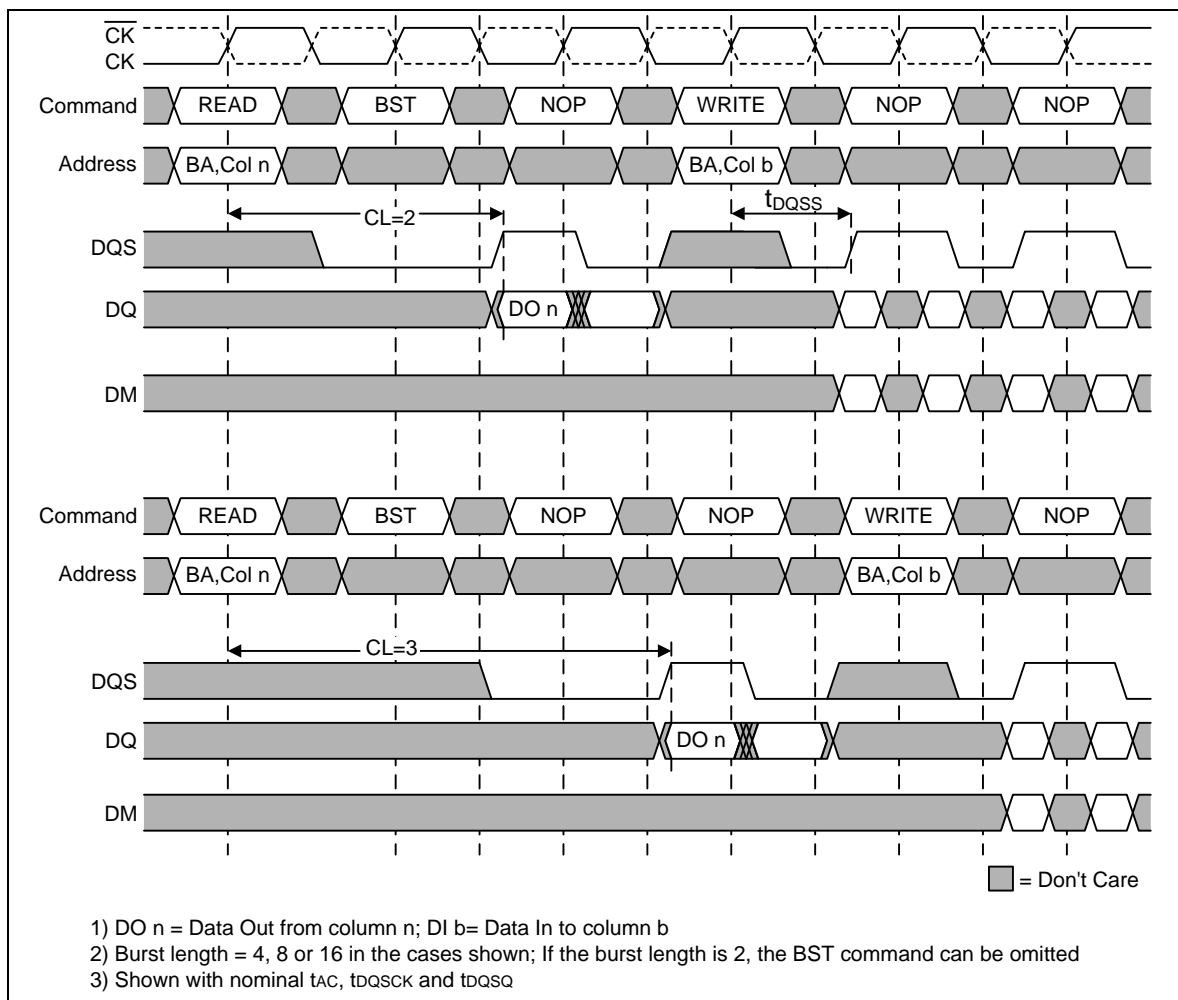 CK
CK
Command READ BST NOP WRITE NOP NOP
Address BA,Col n BA,Col b
tDQSS
CL=2
DQS
DQ DO n
DM
Command READ BST NOP NOP WRITE NOP
Address BA,Col n BA,Col b
CL=3
DQS
DQ DO n
DM
= Don't Care
1) DO n = Data Out from column n; DI b= Data In to column b
2) Burst length = 4, 8 or 16 in the cases shown; If the burst length is 2, the BST command can be omitted
3) Shown with nominal tAC, tDQSCK and tDQSQ